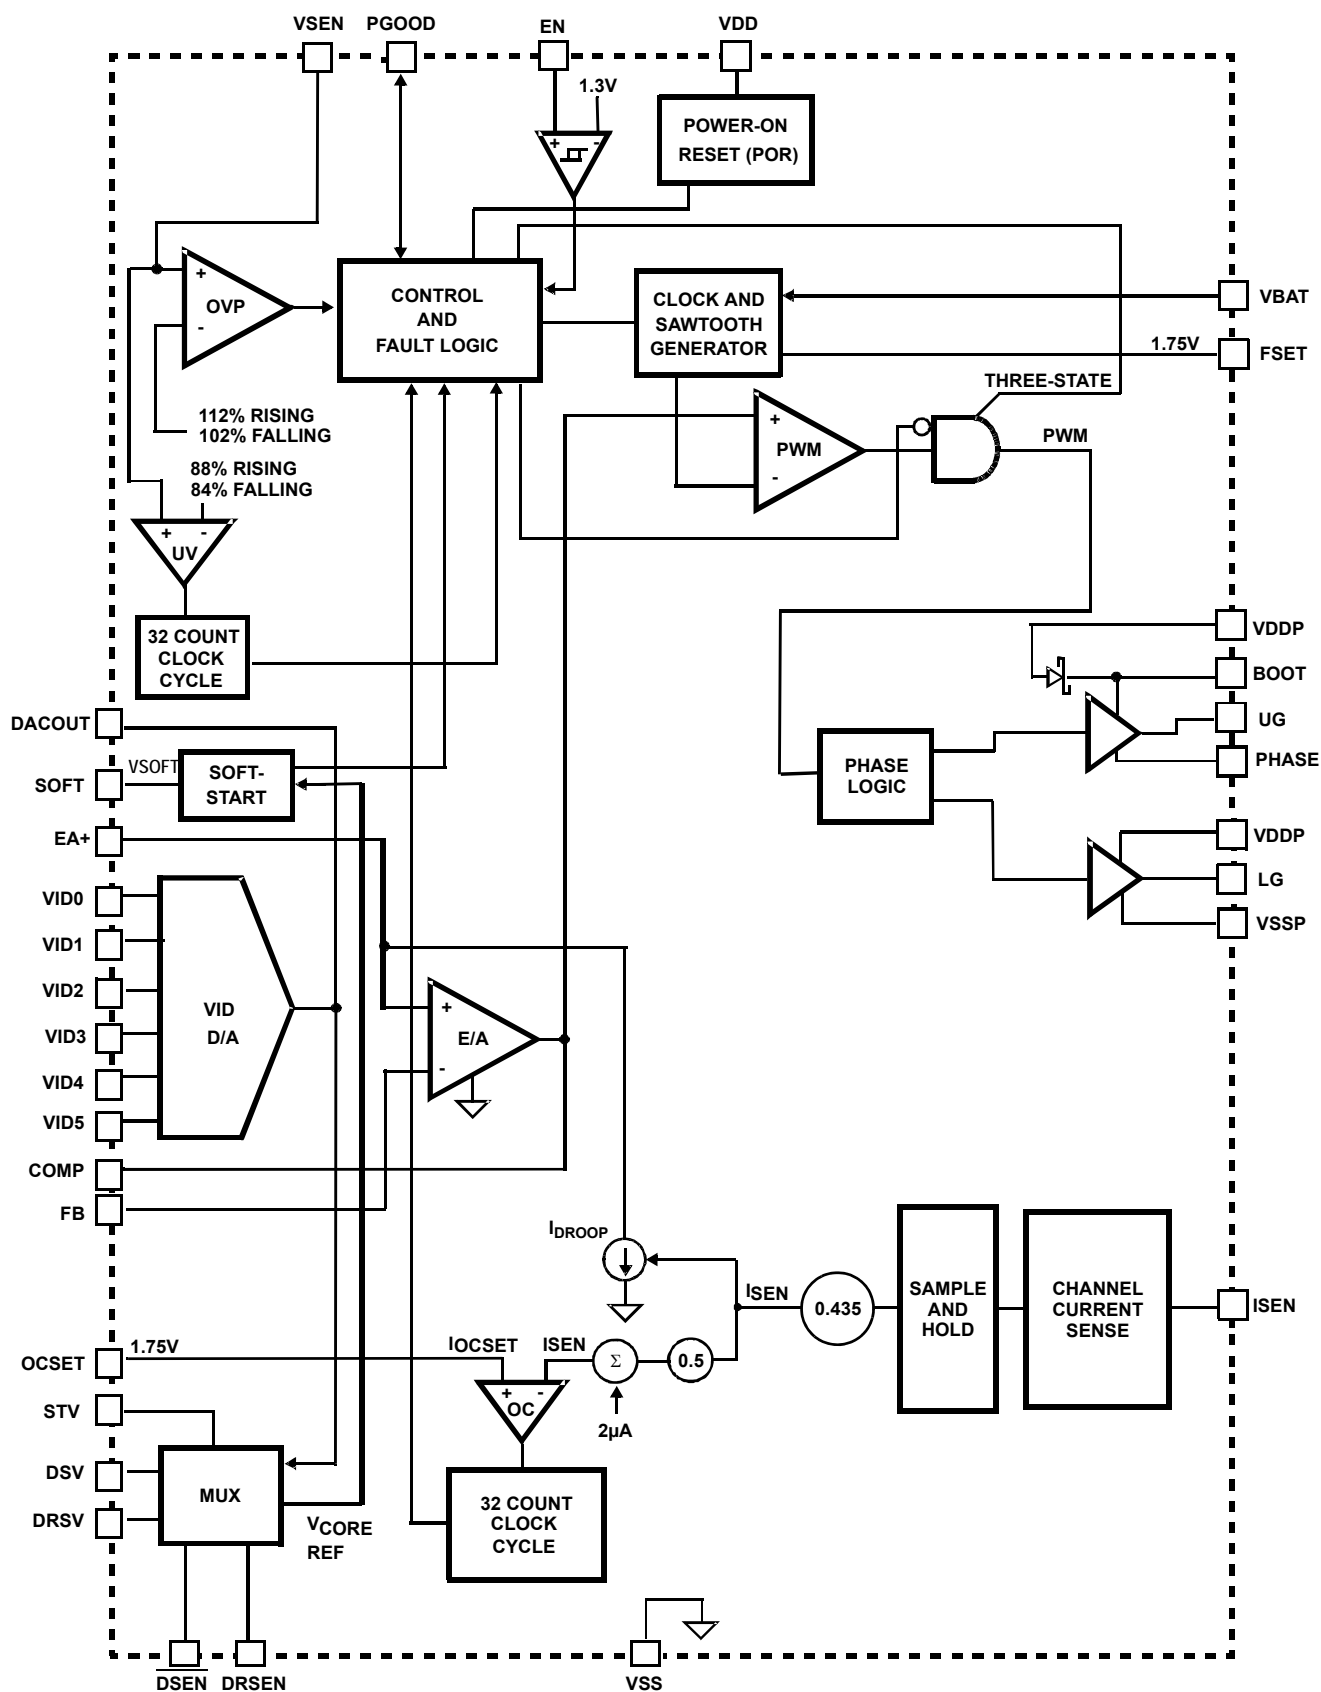 VSEN PGOOD EN VDD
1.3V
+ -
POWER-ON
RESET (POR)
+
OVP
-
CONTROL
AND
FAULT LOGIC
CLOCK AND
SAWTOOTH
GENERATOR
VBAT
1.75V
FSET
THREE-STATE
112% RISING
102% FALLING
+
PWM
-
PWM
88% RISING
84% FALLING
+ -
UV
32 COUNT
CLOCK
CYCLE
VDDP
BOOT
UG
PHASE
DACOUT
VSOFT
SOFT
SOFT-
START
PHASE
LOGIC
EA+
VDDP
LG
VSSP
VID0
VID1
VID2
VID3
VID4
VID5
VID
D/A
+
E/A
-
COMP
FB
IDROOP
ISEN
0.435
SAMPLE
AND
HOLD
CHANNEL
CURRENT
SENSE
ISEN
1.75V
OCSET
IOCSET
ISEN
Σ
0.5
+ -
OC
2µA
STV
DSV
DRSV
MUX
VCORE
REF
32 COUNT
CLOCK
CYCLE
DSEN DRSEN
VSS